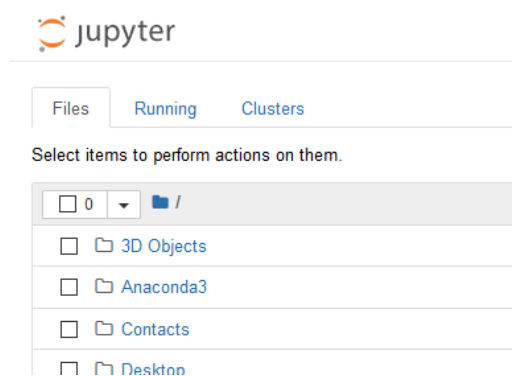 jupyter
Files Running Clusters
Select items to perform actions on them.
0 /
3D Objects
Anaconda3
Contacts
Desktop